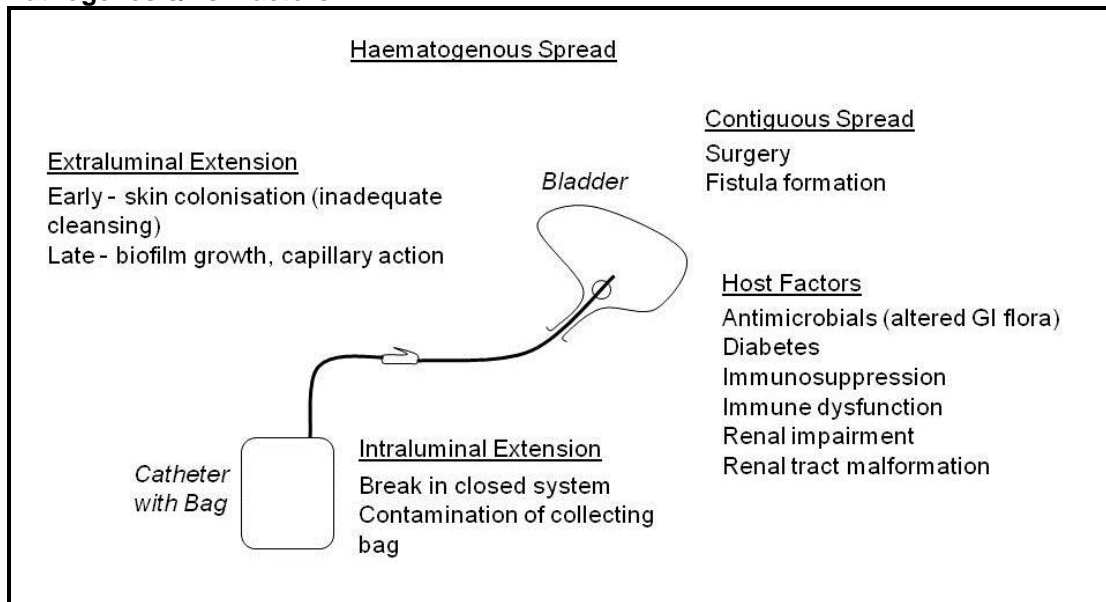 Haematogenous Spread
Contiguous Spread
Surgery
Fistula formation
Extraluminal Extension
Early - skin colonisation (inadequate
cleansing)
Late - biofilm growth, capillary action
Bladder
Host Factors
Antimicrobials (altered GI flora)
Diabetes
Immunosuppression
Immune dysfunction
Renal impairment
Renal tract malformation
Intraluminal Extension
Break in closed system
Contamination of collecting
bag
Catheter
with Bag